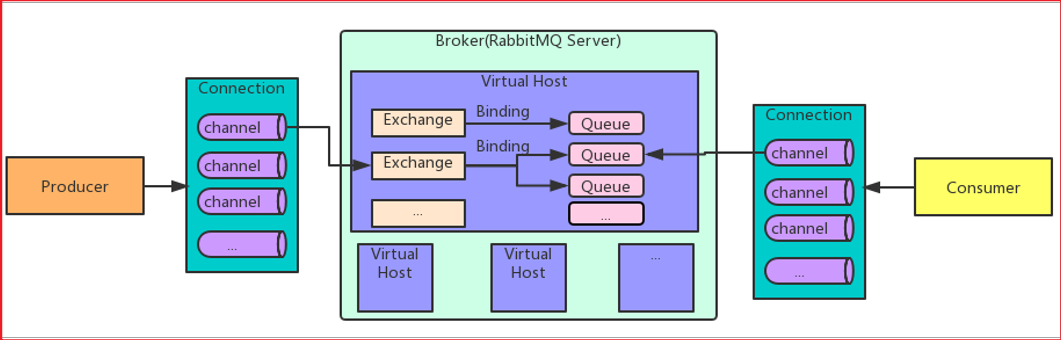 Broker(RabbitMQ Server)
Virtual Host
Connection
channel
channel
channel
...
Producer
Exchange
Binding
Queue
Exchange
Binding
Queue
Queue
...
...
Virtual
Host
Virtual
Host
...
Connection
channel
channel
channel
...
Consumer